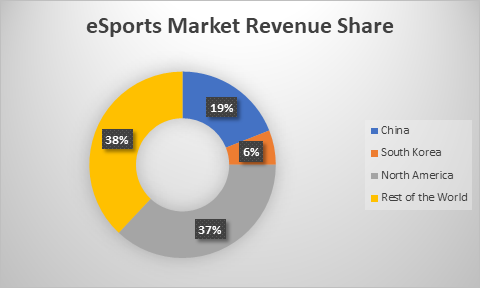 eSports Market Revenue Share
19%
6%
37%
38%
China
South Korea
North America
Rest of the World